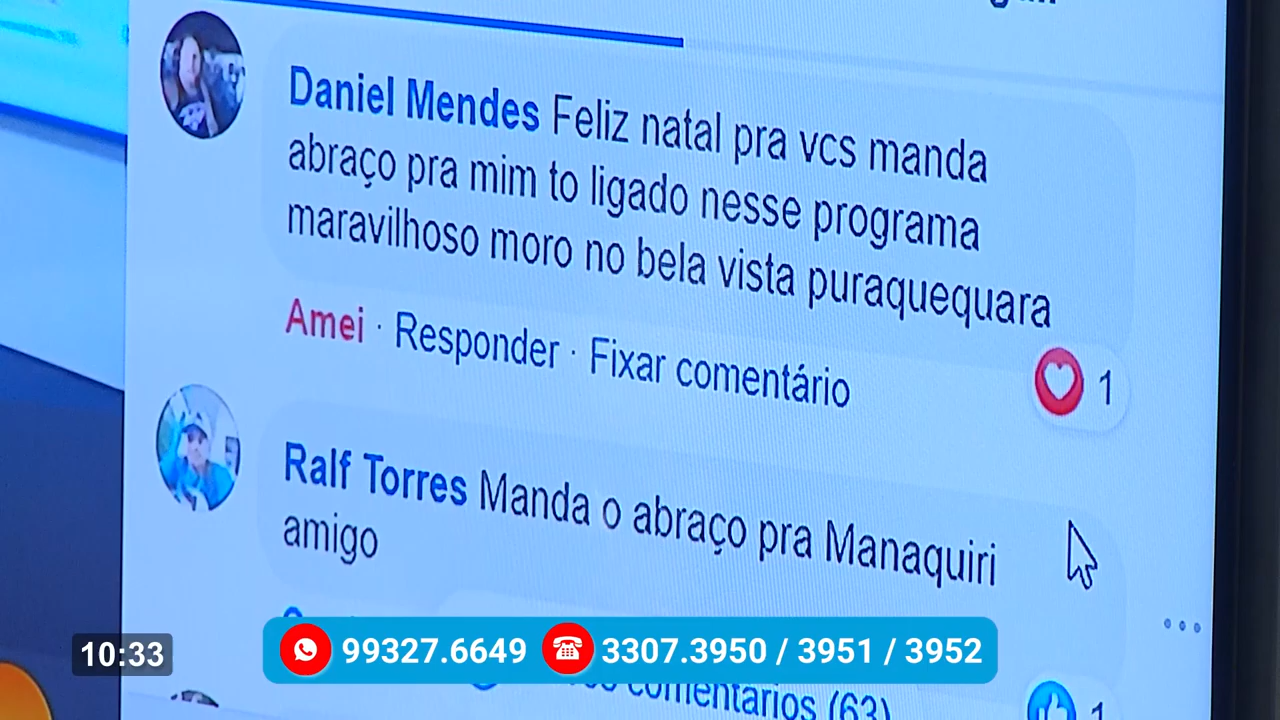 Daniel Mendes Feliz natal pra vcs manda
abraço pra mim to ligado nesse programa
maravilhoso moro no bela vista puraquequara
Amei · Responder · Fixar comentário
1
Ralf Torres Manda o abraço pra Manaquiri
amigo
10:33
99327.6649 3307.3950 / 3951 / 3952
comentários (63)
1